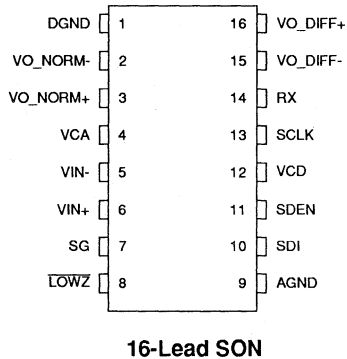 DGND 1 16 VO_DIFF+
VO_NORM- 2 15 VO_DIFF-
VO_NORM+ 3 14 RX
VCA 4 13 SCLK
VIN- 5 12 VCD
VIN+ 6 11 SDEN
SG 7 10 SDI
LOWZ 8 9 AGND
16-Lead SON